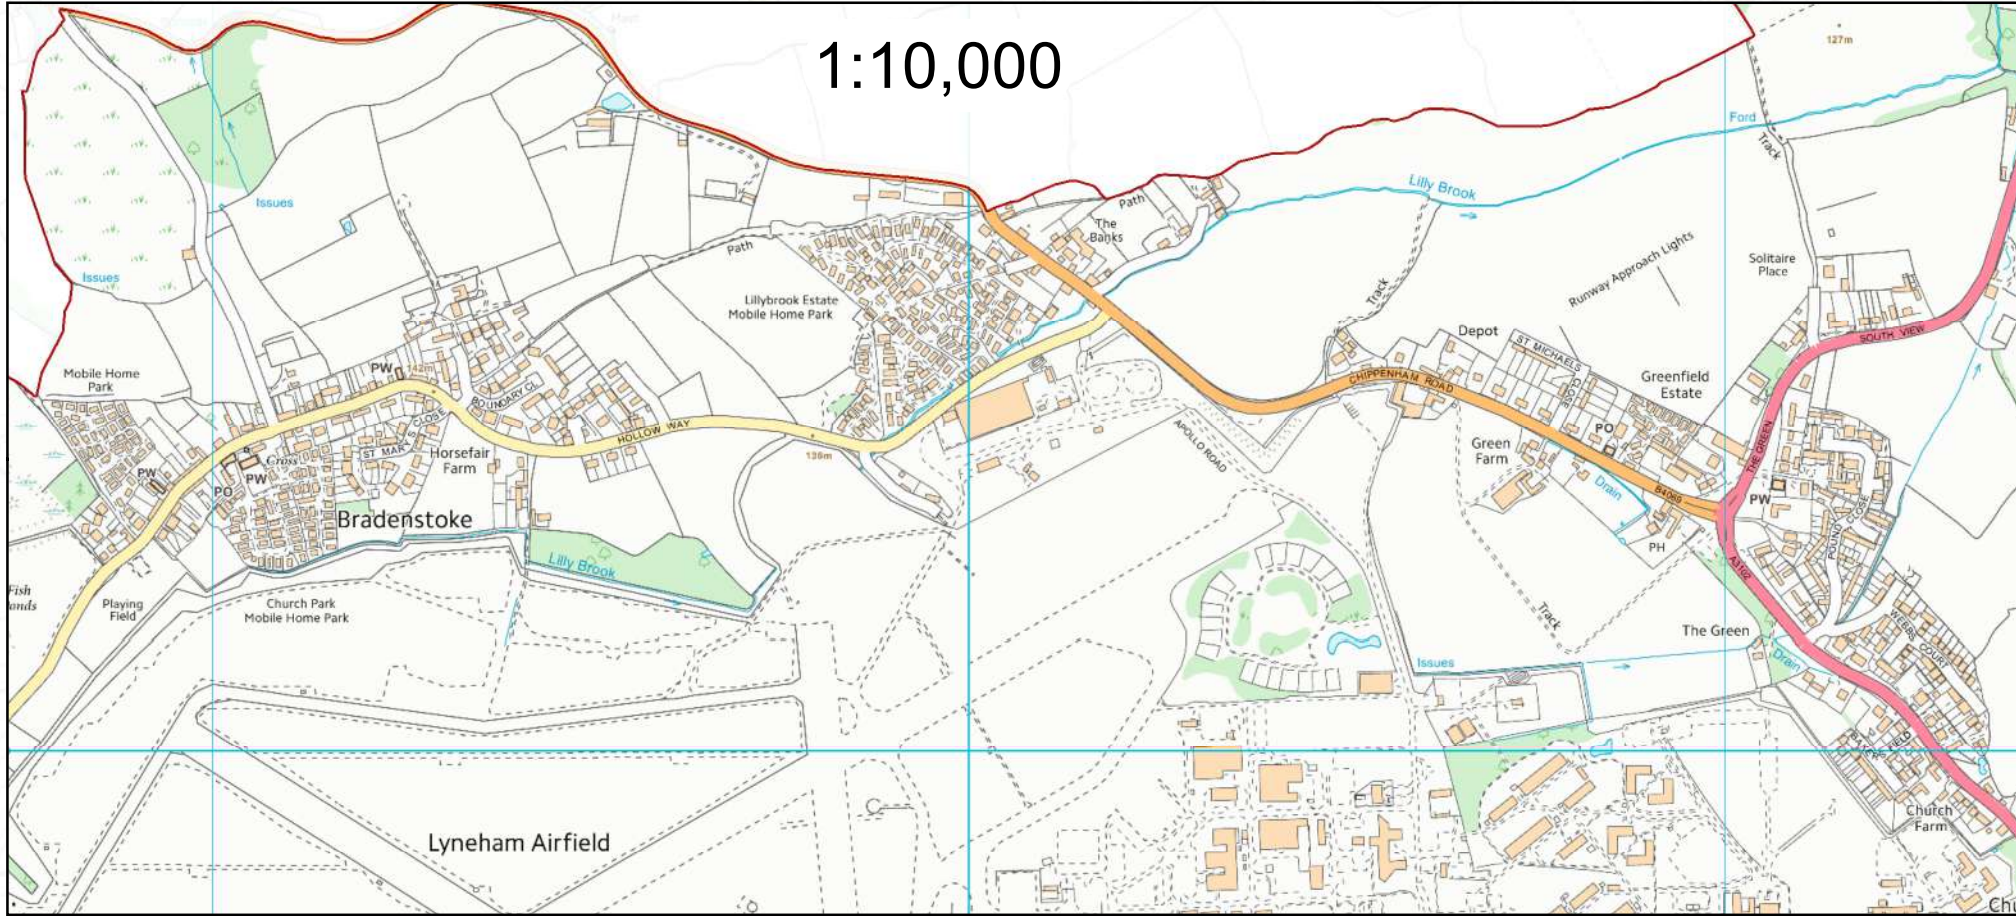 1:10,000
127m
Ford
Track
Lilly Brook
Issues
Path
The
Banks
Path
Issues
Solitaire
Place
Runway Approach Lights
Track
Lillybrook Estate
Mobile Home Park
SOUTH VIEW
Depot
ST MICHAELS
CLOSE
Mobile Home
Park
PW
142m
CHIPPENHAM ROAD
Greenfield
Estate
BOUNDARY CL
ST MARY'S CLOSE
HOLLOW WAY
PO
APOLLO ROAD
THE GREEN
Cross
Horsefair
Farm
139m
Green
Farm
PW
PW
PO
Drain
B4069
PW
Bradenstoke
POUND CLOSE
PH
Lilly Brook
A3102
Fish
Playing
Field
Church Park
Mobile Home Park
Track
The Green
WEBBS COURT
Issues
Drain
BAKERS FIELD
Church
Farm
Lyneham Airfield